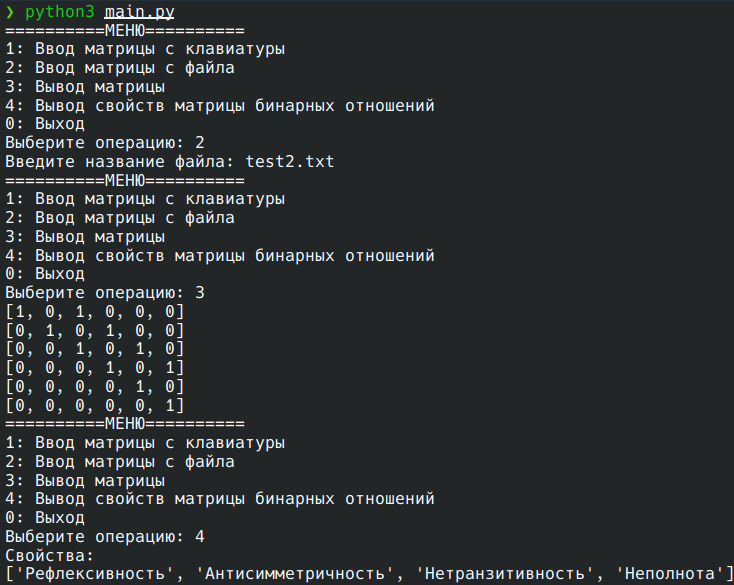 ❯ python3 main.py
==========МЕНЮ==========
1: Ввод матрицы с клавиатуры
2: Ввод матрицы с файла
3: Вывод матрицы
4: Вывод свойств матрицы бинарных отношений
0: Выход
Выберите операцию: 2
Введите название файла: test2.txt
==========МЕНЮ==========
1: Ввод матрицы с клавиатуры
2: Ввод матрицы с файла
3: Вывод матрицы
4: Вывод свойств матрицы бинарных отношений
0: Выход
Выберите операцию: 3
[1, 0, 1, 0, 0, 0]
[0, 1, 0, 1, 0, 0]
[0, 0, 1, 0, 1, 0]
[0, 0, 0, 1, 0, 1]
[0, 0, 0, 0, 1, 0]
[0, 0, 0, 0, 0, 1]
==========МЕНЮ==========
1: Ввод матрицы с клавиатуры
2: Ввод матрицы с файла
3: Вывод матрицы
4: Вывод свойств матрицы бинарных отношений
0: Выход
Выберите операцию: 4
Свойства:
['Рефлексивность', 'Антисимметричность', 'Нетранзитивность', 'Неполнота']